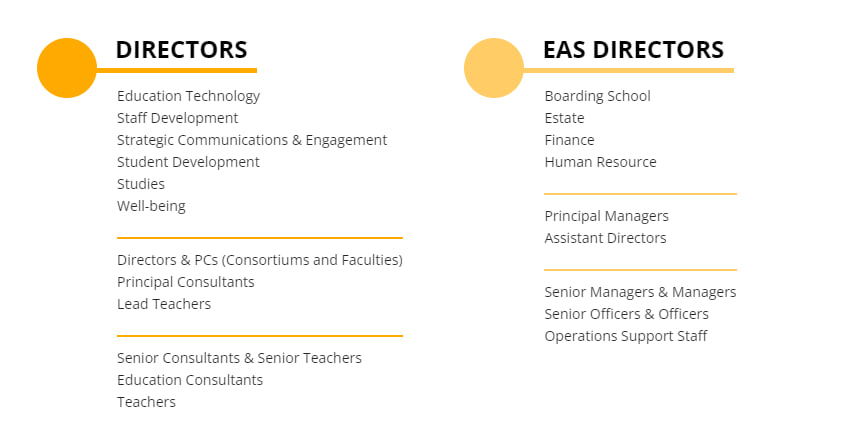 DIRECTORS
Education Technology
Staff Development
Strategic Communications & Engagement
Student Development
Studies
Well-being
Directors & PCs (Consortiums and Faculties)
Principal Consultants
Lead Teachers
Senior Consultants & Senior Teachers
Education Consultants
Teachers
EAS DIRECTORS
Boarding School
Estate
Finance
Human Resource
Principal Managers
Assistant Directors
Senior Managers & Managers
Senior Officers & Officers
Operations Support Staff